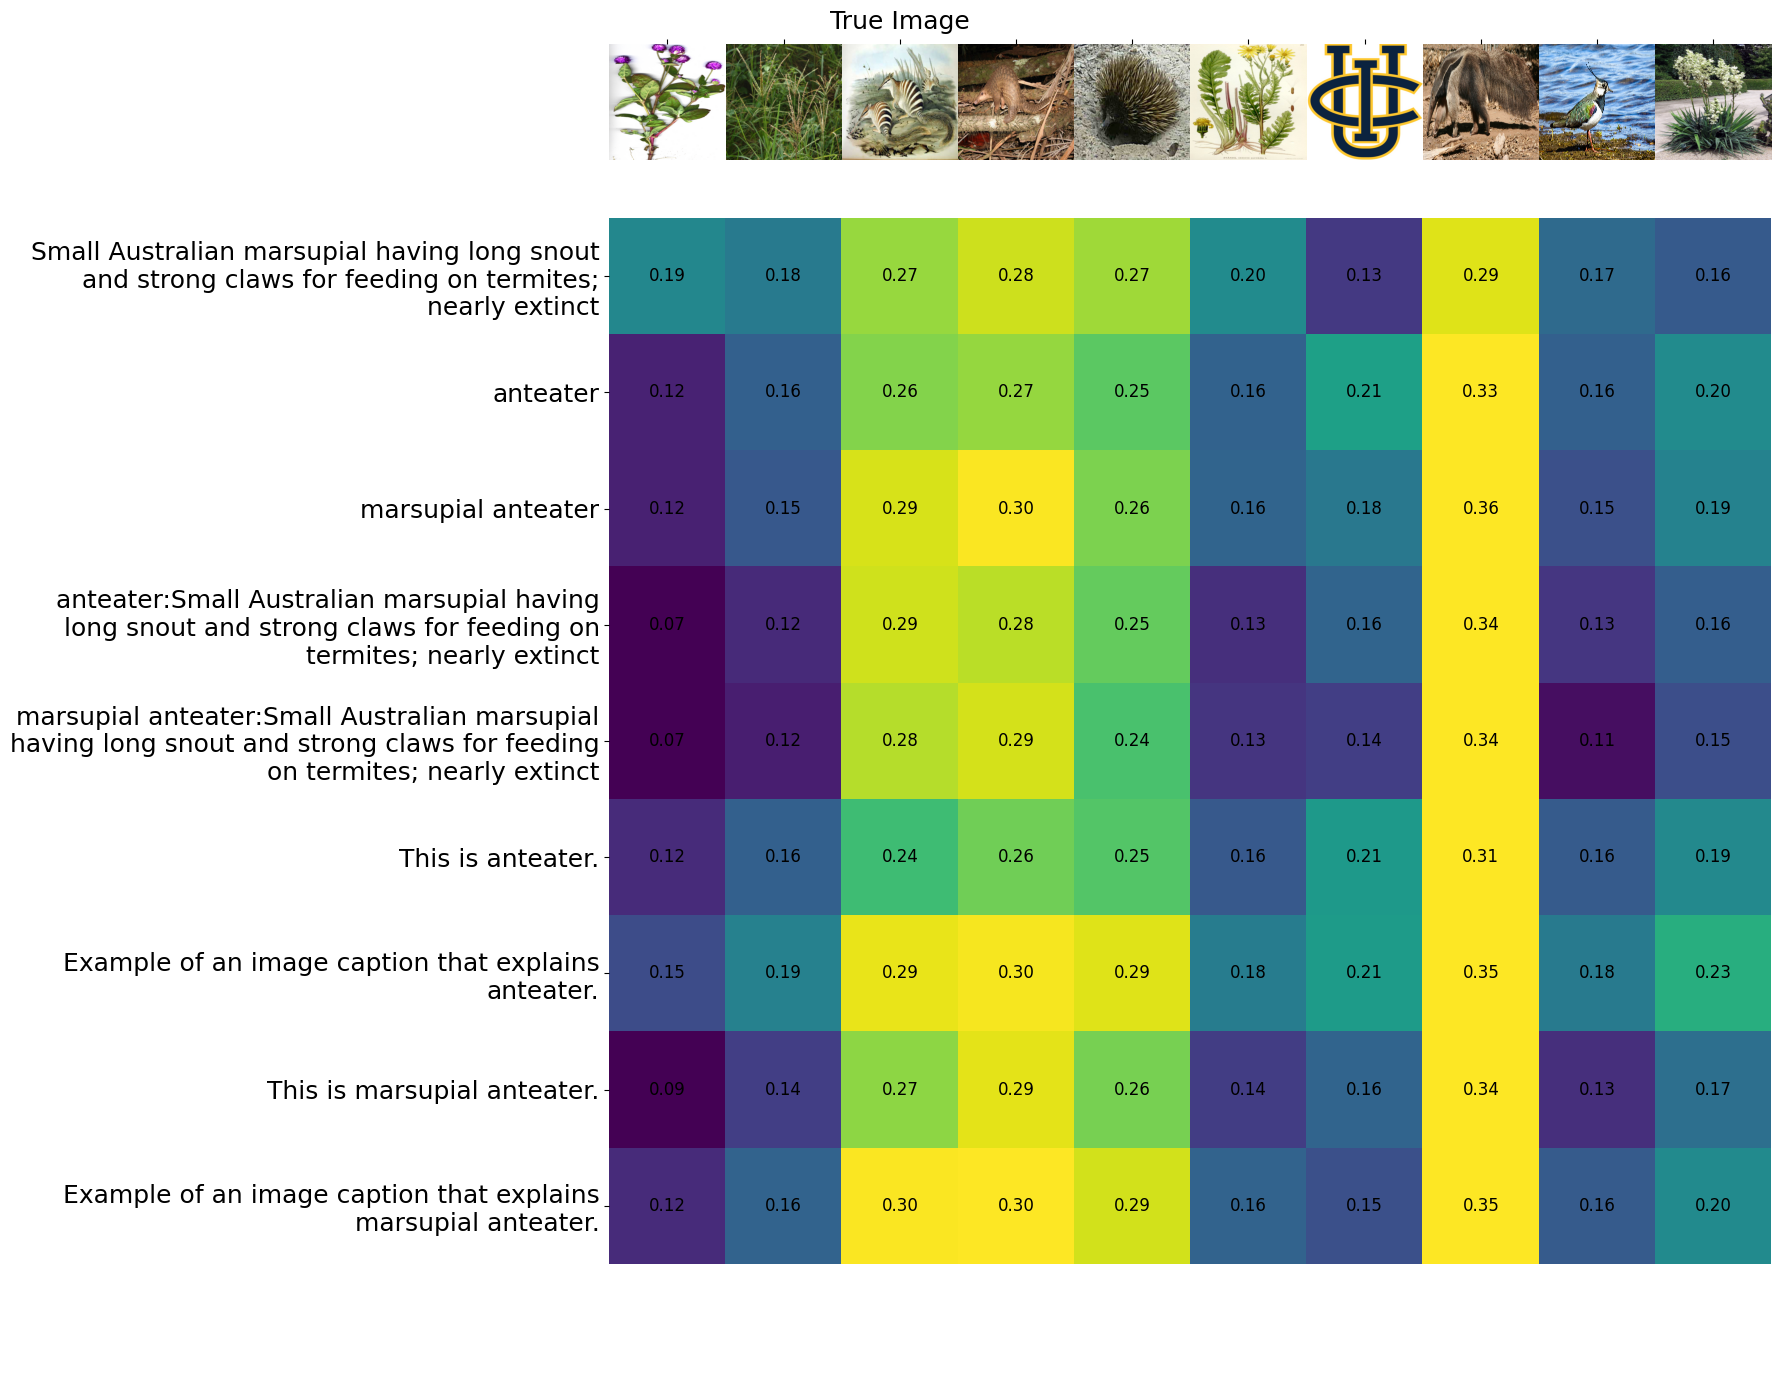 True Image
Small Australian marsupial having long snout
and strong claws for feeding on termites;
nearly extinct
0.19 0.18 0.27 0.28 0.27 0.20 0.13 0.29 0.17 0.16
anteater
0.12 0.16 0.26 0.27 0.25 0.16 0.21 0.33 0.16 0.20
marsupial anteater
0.12 0.15 0.29 0.30 0.26 0.16 0.18 0.36 0.15 0.19
anteater:Small Australian marsupial having
long snout and strong claws for feeding on
termites; nearly extinct
0.07 0.12 0.29 0.28 0.25 0.13 0.16 0.34 0.13 0.16
marsupial anteater:Small Australian marsupial
having long snout and strong claws for feeding
on termites; nearly extinct
0.07 0.12 0.28 0.29 0.24 0.13 0.14 0.34 0.11 0.15
This is anteater.
0.12 0.16 0.24 0.26 0.25 0.16 0.21 0.31 0.16 0.19
Example of an image caption that explains
anteater.
0.15 0.19 0.29 0.30 0.29 0.18 0.21 0.35 0.18 0.23
This is marsupial anteater.
0.09 0.14 0.27 0.29 0.26 0.14 0.16 0.34 0.13 0.17
Example of an image caption that explains
marsupial anteater.
0.12 0.16 0.30 0.30 0.29 0.16 0.15 0.35 0.16 0.20